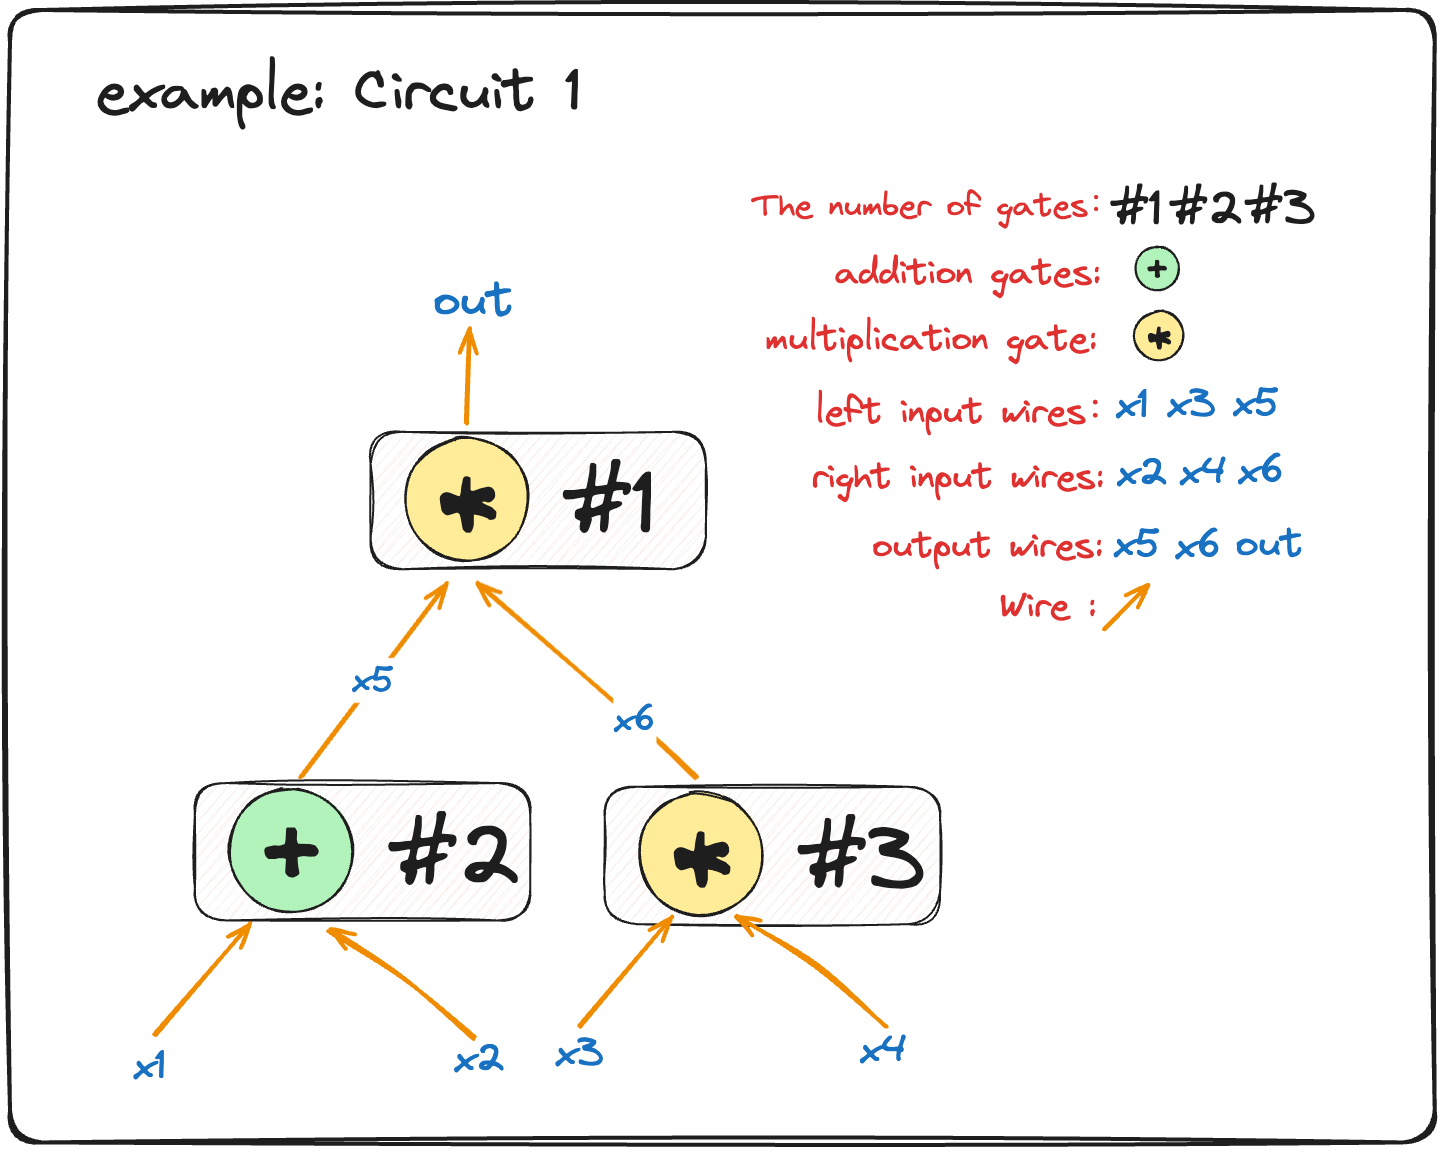 example: Circuit 1
The number of gates: #1 #2 #3
addition gates: +
multiplication gate: *
left input wires: x1 x3 x5
right input wires: x2 x4 x6
output wires: x5 x6 out
Wire :
out
* #1
x5
x6
+ #2
* #3
x1
x2
x3
x4